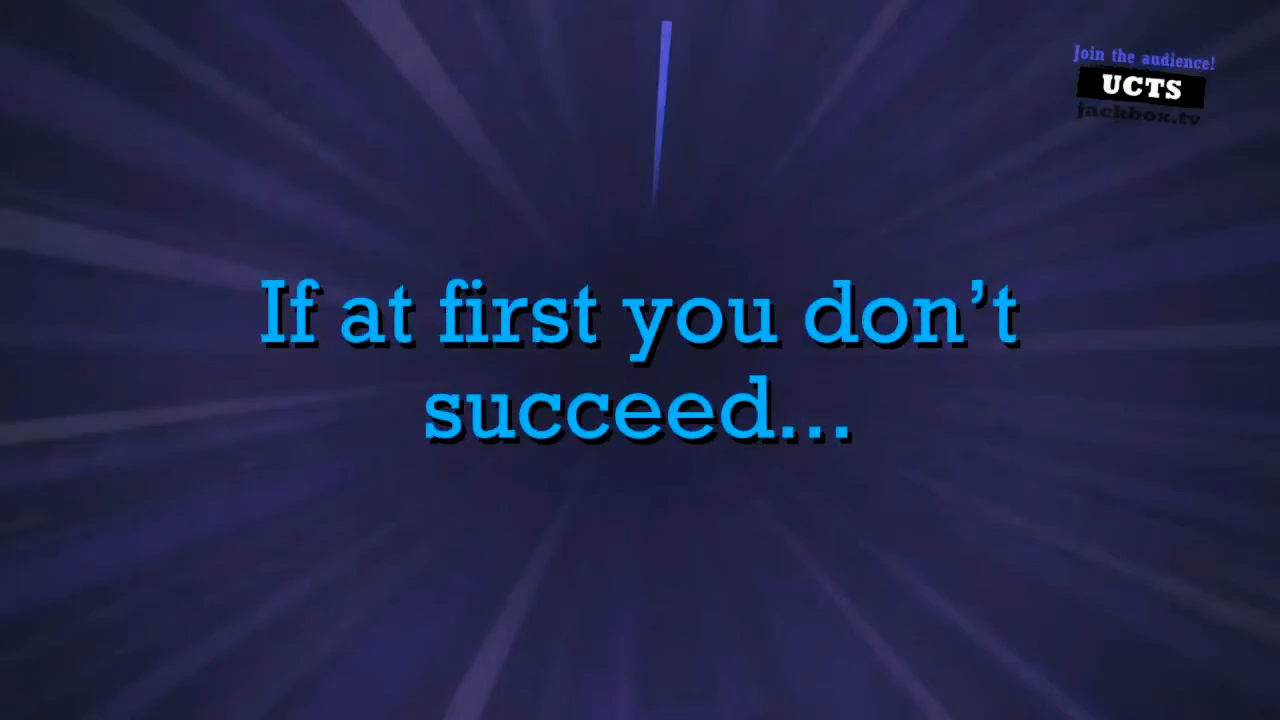 Join the audience!
UCTS
jackbox.tv
If at first you don’t
succeed...